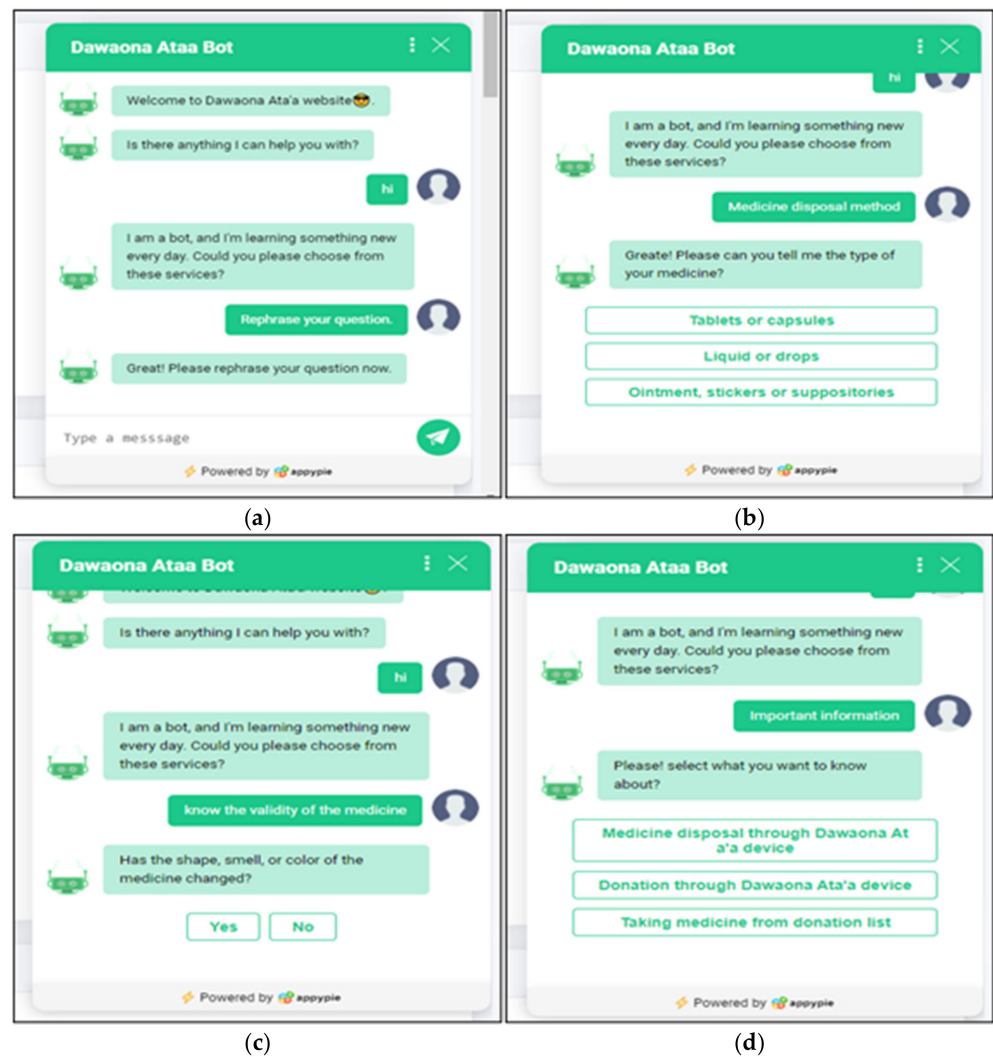 Dawaona Ataa Bot
Welcome to Dawaona Ata'a website😎.
Is there anything I can help you with?
hi
I am a bot, and I'm learning something new
every day. Could you please choose from
these services?
Rephrase your question.
Great! Please rephrase your question now.
Type a messsage
⚡ Powered by appypie
(a)
Dawaona Ataa Bot
hi
I am a bot, and I'm learning something new
every day. Could you please choose from
these services?
Medicine disposal method
Greate! Please can you tell me the type of
your medicine?
Tablets or capsules
Liquid or drops
Ointment, stickers or suppositories
⚡ Powered by appypie
(b)
Dawaona Ataa Bot
Is there anything I can help you with?
hi
I am a bot, and I'm learning something new
every day. Could you please choose from
these services?
know the validity of the medicine
Has the shape, smell, or color of the
medicine changed?
Yes
No
⚡ Powered by appypie
(c)
Dawaona Ataa Bot
I am a bot, and I'm learning something new
every day. Could you please choose from
these services?
Important information
Please! select what you want to know
about?
Medicine disposal through Dawaona At
a'a device
Donation through Dawaona Ata'a device
Taking medicine from donation list
⚡ Powered by appypie
(d)